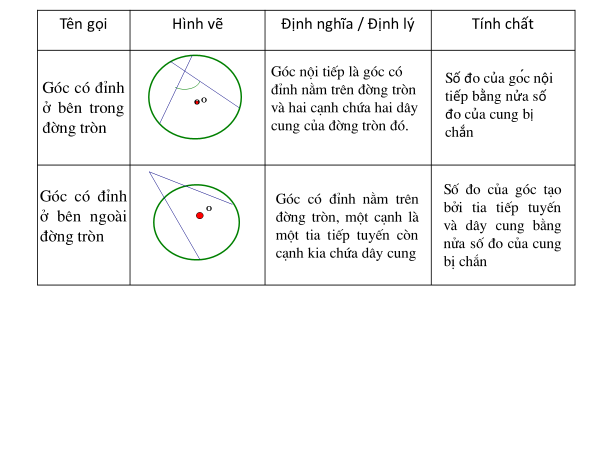 Tên gọi Hình vẽ Định nghĩa / Định lý Tính chất
Góc có đỉnh
ở bên trong
đờng tròn
O
Góc nội tiếp là góc có
đỉnh nằm trên đờng tròn
và hai cạnh chứa hai dây
cung của đờng tròn đó.
Số đo của góc nội
tiếp bằng nửa số
đo của cung bị
chắn
Góc có đỉnh
ở bên ngoài
đờng tròn
O
Góc có đỉnh nằm trên
đờng tròn, một cạnh là
một tia tiếp tuyến còn
cạnh kia chứa dây cung
Số đo của góc tạo
bởi tia tiếp tuyến
và dây cung bằng
nửa số đo của cung
bị chắn